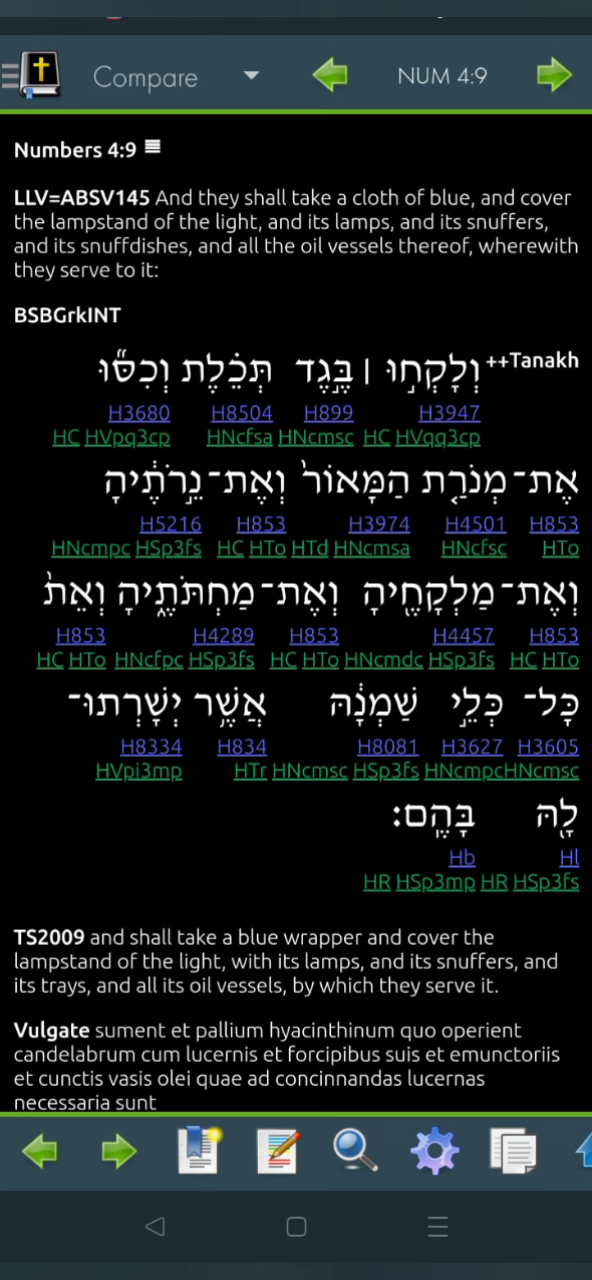 Compare
NUM 4:9
Numbers 4:9
LLV=ABSV145 And they shall take a cloth of blue, and cover
the lampstand of the light, and its lamps, and its snuffers,
and its snuffdishes, and all the oil vessels thereof, wherewith
they serve to it:
BSBGrkINT
++Tanakh וְלָקְח֣וּ ׀ בֶּ֣גֶד תְּכֵ֗לֶת וְכִסּ֞וּ
H3680 H8504 H899 H3947
HC HVpq3cp HNcfsa HNcmsc HC HVqq3cp
אֶת־ מְנֹרַ֤ת הַמָּאוֹר֙ וְאֶת־ נֵ֣רֹתֶ֔יהָ
H5216 H853 H3974 H4501 H853
HNcmpc HSp3fs HC HTo HTd HNcmsa HNcfsc HTo
וְאֶת־ מַלְקָחֶ֖יהָ וְאֶת־ מַחְתֹּתֶ֑יהָ וְאֵת֙
H853 H4289 H853 H4457 H853
HC HTo HNcfpc HSp3fs HC HTo HNcmdc HSp3fs HC HTo
כָּל־ כְּלֵ֣י שַׁמְנָ֔הּ אֲשֶׁ֥ר יְשָׁרְתוּ־
H8334 H834 H8081 H3627 H3605
HVpi3mp HTr HNcmsc HSp3fs HNcmpc HNcmsc
לָ֖הּ בָּהֶֽם׃
Hb Hl
HR HSp3mp HR HSp3fs
TS2009 and shall take a blue wrapper and cover the
lampstand of the light, with its lamps, and its snuffers, and
its trays, and all its oil vessels, by which they serve it.
Vulgate sument et pallium hyacinthinum quo operient
candelabrum cum lucernis et forcipibus suis et emunctoriis
et cunctis vasis olei quae ad concinnandas lucernas
necessaria sunt